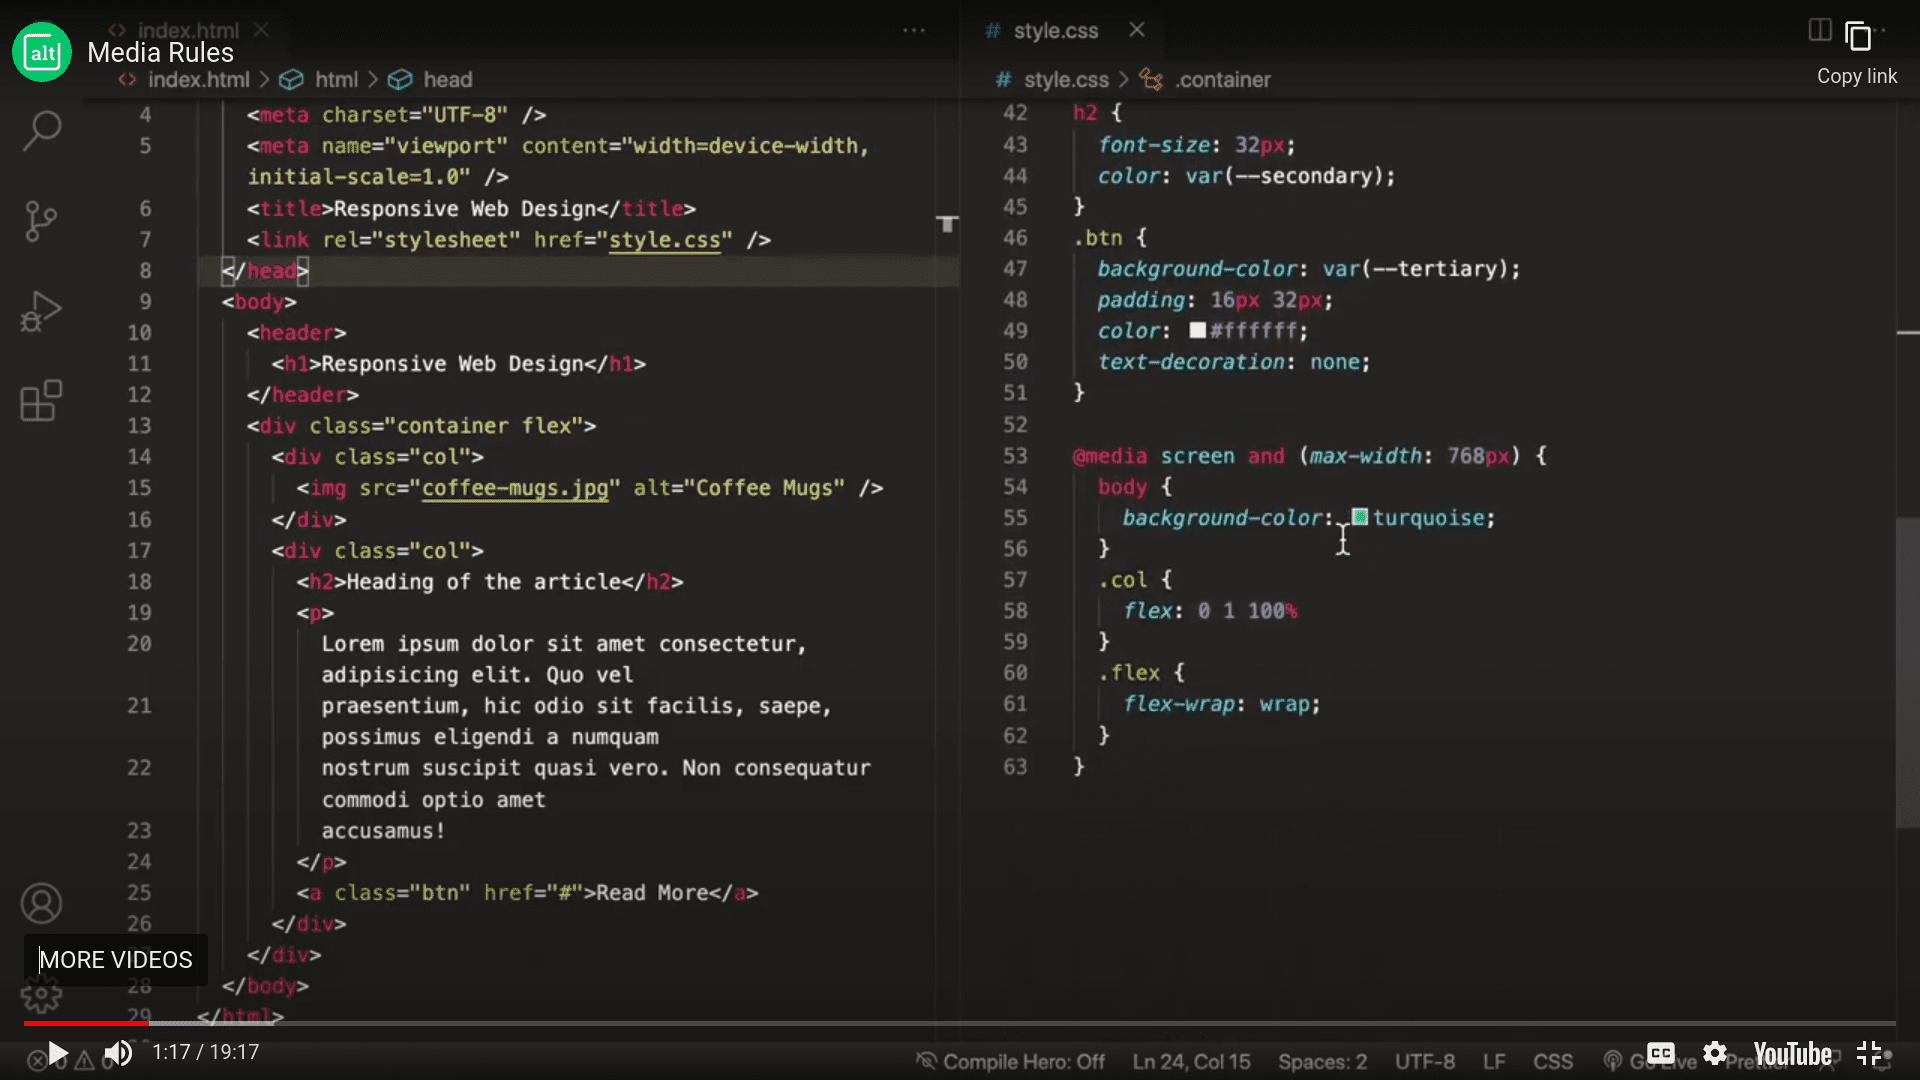 index.html
alt
Media Rules
index.html > html > head
4 <meta charset="UTF-8" />
5 <meta name="viewport" content="width=device-width,
initial-scale=1.0" />
6 <title>Responsive Web Design</title>
7 <link rel="stylesheet" href="style.css" />
8 </head>
9 <body>
10 <header>
11 <h1>Responsive Web Design</h1>
12 </header>
13 <div class="container flex">
14 <div class="col">
15 <img src="coffee-mugs.jpg" alt="Coffee Mugs" />
16 </div>
17 <div class="col">
18 <h2>Heading of the article</h2>
19 <p>
20 Lorem ipsum dolor sit amet consectetur,
adipisicing elit. Quo vel
21 praesentium, hic odio sit facilis, saepe,
possimus eligendi a numquam
22 nostrum suscipit quasi vero. Non consequatur
commodi optio amet
23 accusamus!
24 </p>
25 <a class="btn" href="#">Read More</a>
26 </div>
</div>
28 </body>
29 </html>
# style.css
Copy link
# style.css > .container
42 h2 {
43 font-size: 32px;
44 color: var(--secondary);
45 }
46 .btn {
47 background-color: var(--tertiary);
48 padding: 16px 32px;
49 color: #ffffff;
50 text-decoration: none;
51 }
52
53 @media screen and (max-width: 768px) {
54 body {
55 background-color: turquoise;
56 }
57 .col {
58 flex: 0 1 100%
59 }
60 .flex {
61 flex-wrap: wrap;
62 }
63 }
MORE VIDEOS
1:17 / 19:17
Compile Hero: Off Ln 24, Col 15 Spaces: 2 UTF-8 LF CSS Go Live Prettier
CC
YouTube